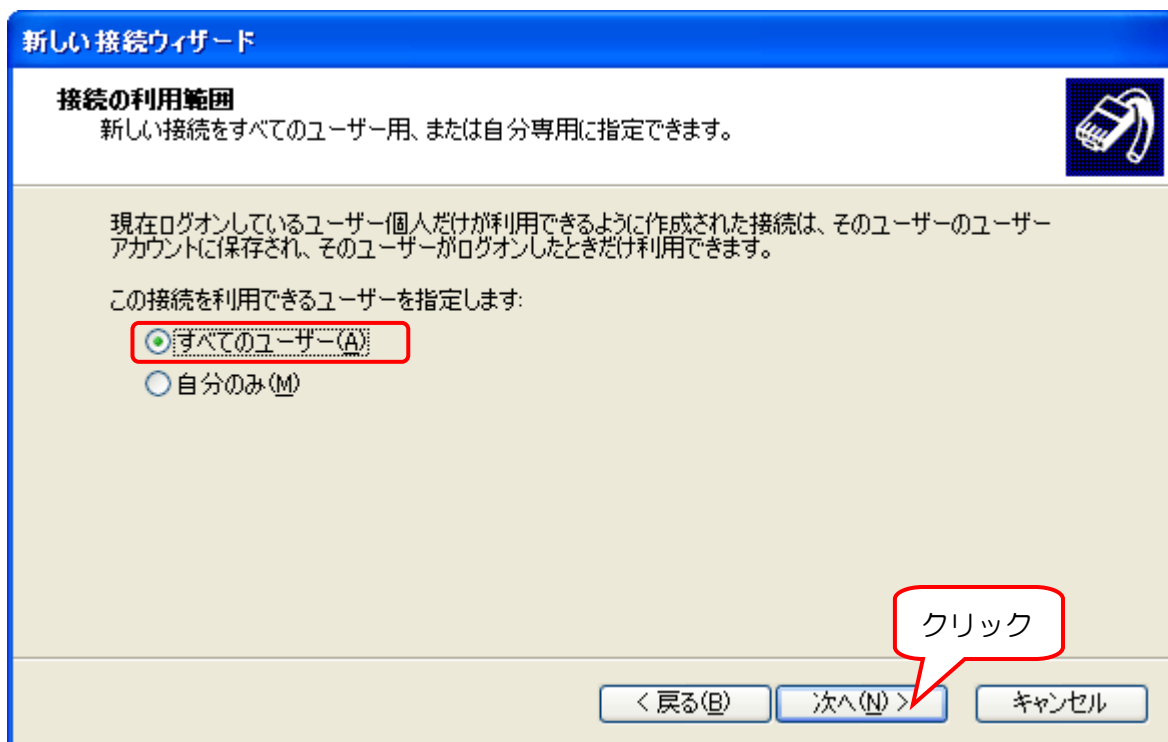 新しい接続ウィザード
接続の利用範囲
新しい接続をすべてのユーザー用、または自分専用に指定できます。
現在ログオンしているユーザー個人だけが利用できるように作成された接続は、そのユーザーのユーザー
アカウントに保存され、そのユーザーがログオンしたときだけ利用できます。
この接続を利用できるユーザーを指定します:
すべてのユーザー(A)
自分のみ(M)
クリック
< 戻る(B)
次へ(N) >
キャンセル